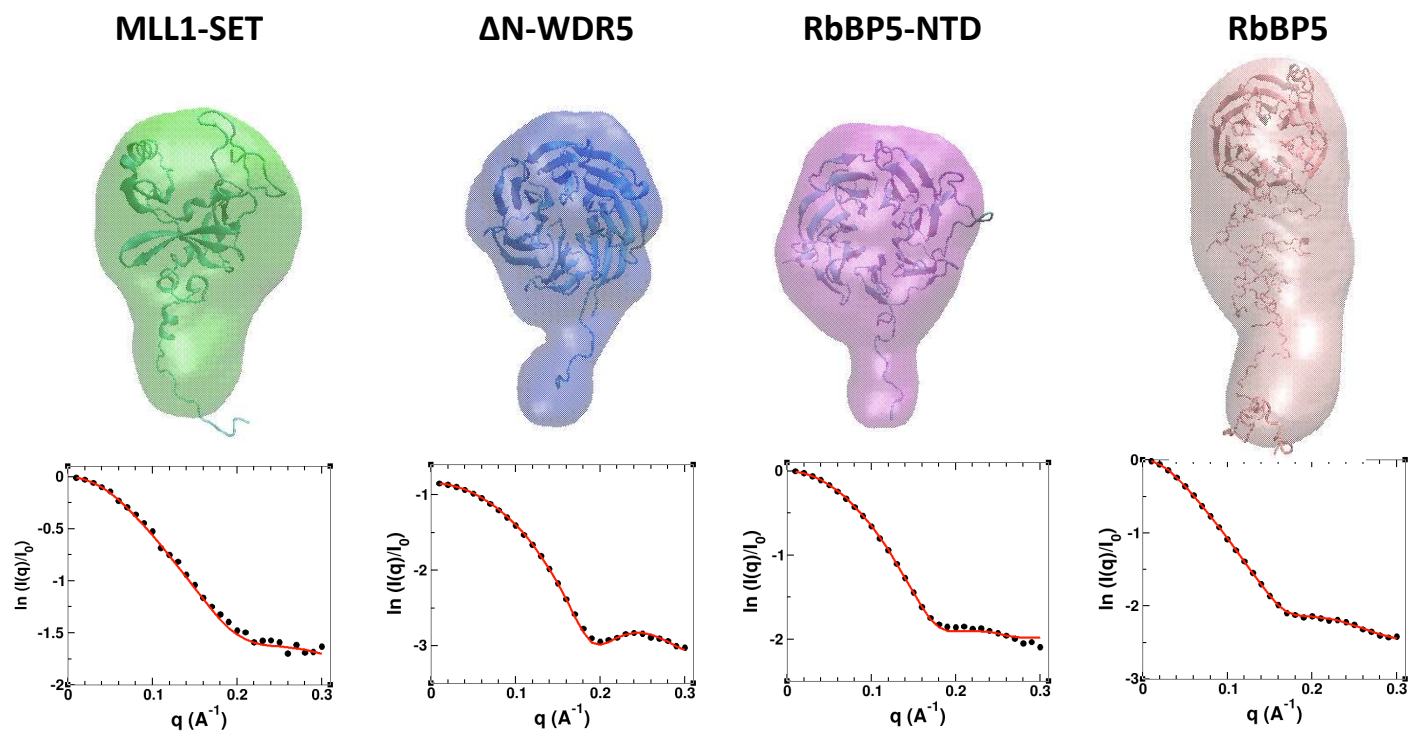 MLL1-SET ΔN-WDR5 RbBP5-NTD RbBP5
0
-0.5
-1
-1.5
-2
0 0.1 0.2 0.3
ln (I(q)/I0)
q (A-1)
-1
-2
-3
0 0.1 0.2 0.3
ln (I(q)/I0)
q (A-1)
0
-1
-2
0 0.1 0.2 0.3
ln (I(q)/I0)
q (A-1)
0
-1
-2
-3
0 0.1 0.2 0.3
ln (I(q)/I0)
q (A-1)